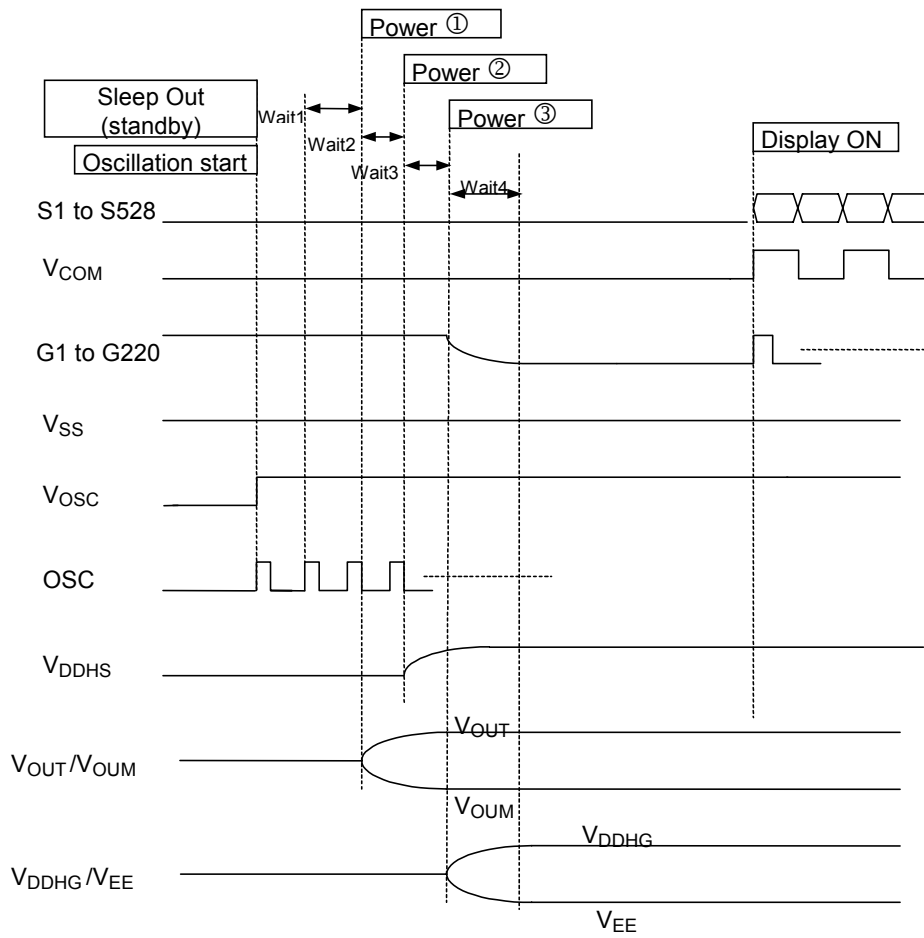 Power ①
Power ②
Sleep Out
(standby)
Wait1
Power ③
Wait2
Display ON
Oscillation start
Wait3
Wait4
S1 to S528
VCOM
G1 to G220
VSS
VOSC
OSC
VDDHS
VOUT
VOUT/VOUM
VOUM
VDDHG
VDDHG/VEE
VEE